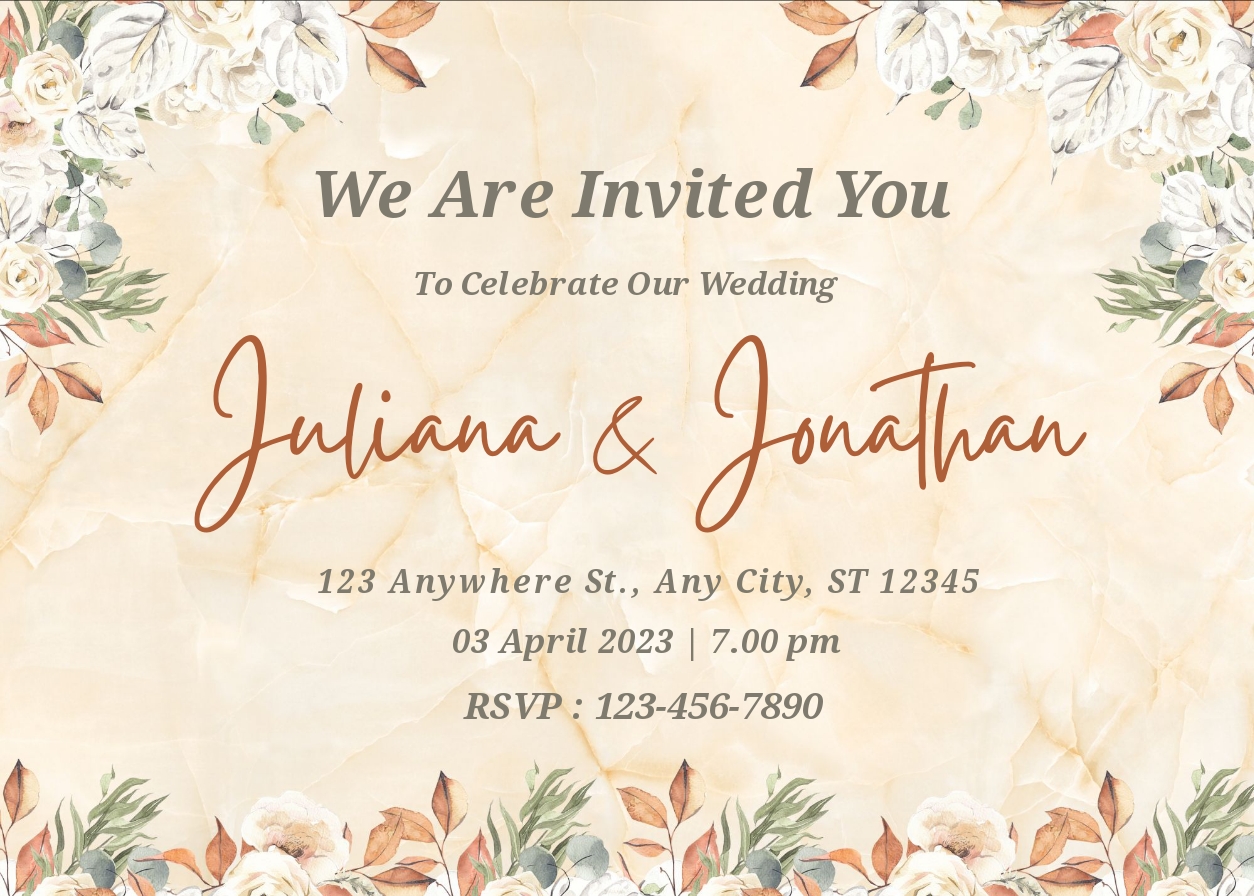 We Are Invited You
To Celebrate Our Wedding
Juliana & Jonathan
123 Anywhere St., Any City, ST 12345
03 April 2023 | 7.00 pm
RSVP : 123-456-7890